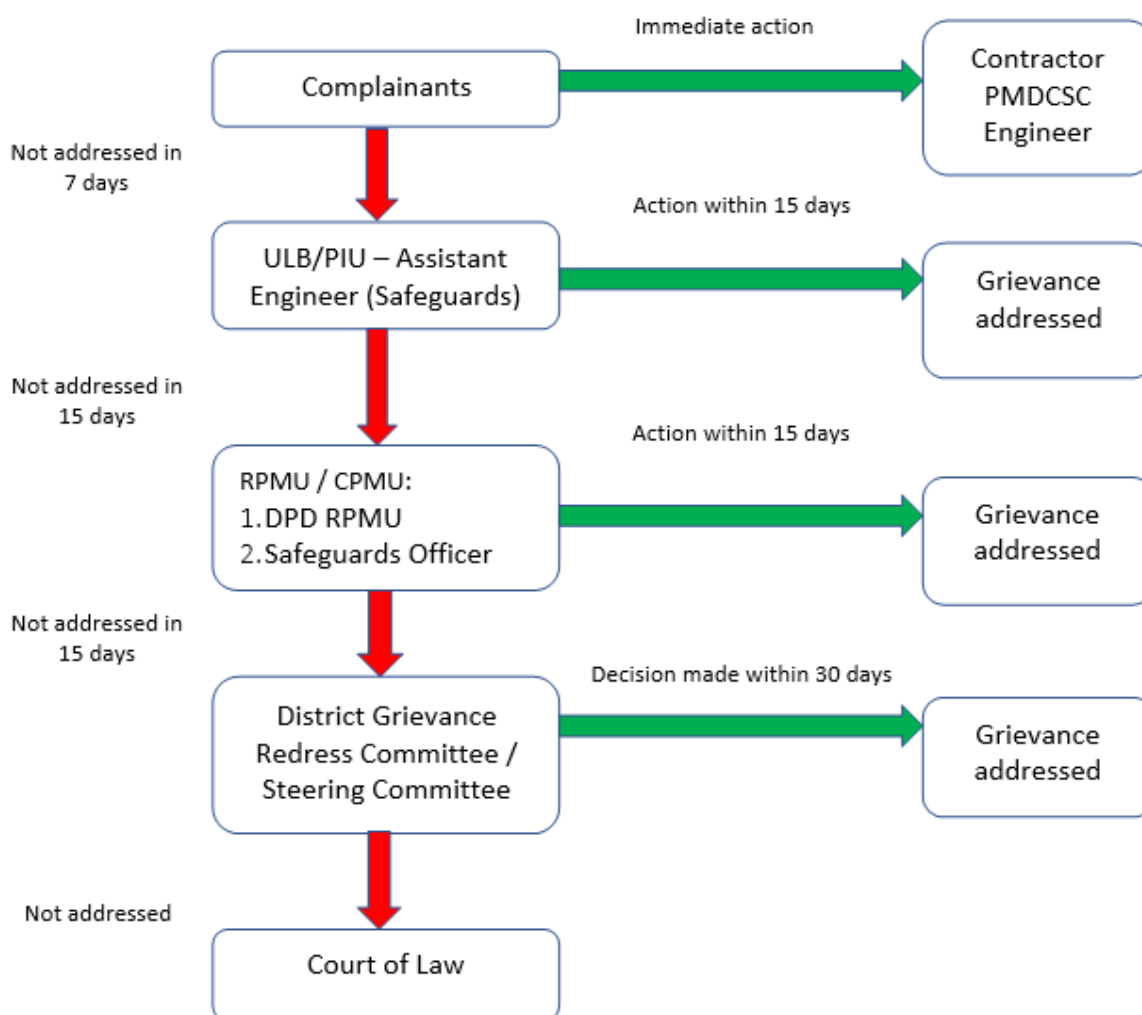 Immediate action
Complainants
Contractor
PMDCSC
Engineer
Not addressed in
7 days
Action within 15 days
ULB/PIU – Assistant
Engineer (Safeguards)
Grievance
addressed
Not addressed in
15 days
Action within 15 days
RPMU / CPMU:
1.DPD RPMU
2.Safeguards Officer
Grievance
addressed
Not addressed in
15 days
Decision made within 30 days
District Grievance
Redress Committee /
Steering Committee
Grievance
addressed
Not addressed
Court of Law